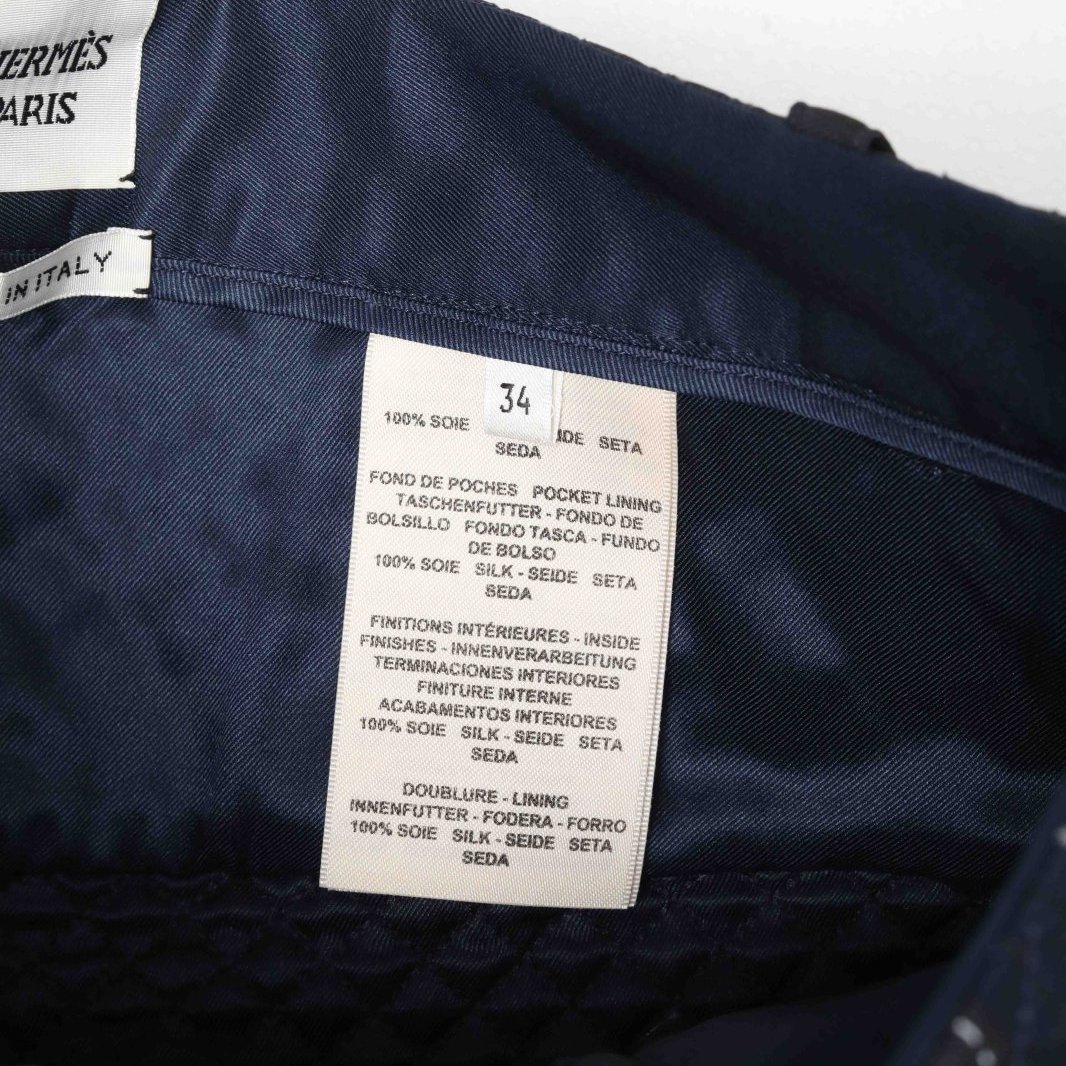 HERMÈS
PARIS
IN ITALY
34
100% SOIE IDE SETA
SEDA
FOND DE POCHES POCKET LINING
TASCHENFUTTER - FONDO DE
BOLSILLO FONDO TASCA - FUNDO
DE BOLSO
100% SOIE SILK - SEIDE SETA
SEDA
FINITIONS INTÉRIEURES - INSIDE
FINISHES - INNENVERARBEITUNG
TERMINACIONES INTERIORES
FINITURE INTERNE
ACABAMENTOS INTERIORES
100% SOIE SILK - SEIDE SETA
SEDA
DOUBLURE - LINING
INNENFUTTER - FODERA - FORRO
100% SOIE SILK - SEIDE SETA
SEDA